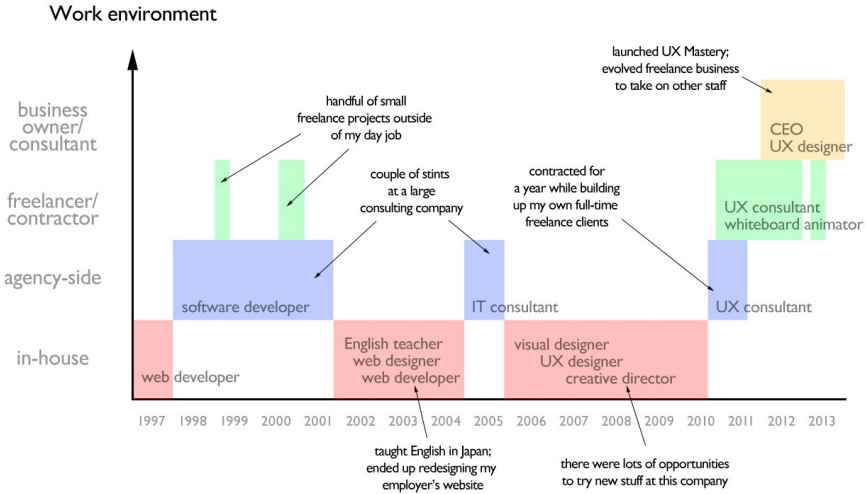 Work environment
launched UX Mastery;
evolved freelance business
to take on other staff
business
owner/
consultant
handful of small
freelance projects outside
of my day job
CEO
UX designer
couple of stints
at a large
consulting company
contracted for
a year while building
up my own full-time
freelance clients
freelancer/
contractor
UX consultant
whiteboard animator
agency-side
software developer
IT consultant
UX consultant
in-house
web developer
English teacher
web designer
web developer
visual designer
UX designer
creative director
1997 1998 1999 2000 2001 2002 2003 2004 2005 2006 2007 2008 2009 2010 2011 2012 2013
taught English in Japan;
ended up redesigning my
employer's website
there were lots of opportunities
to try new stuff at this company